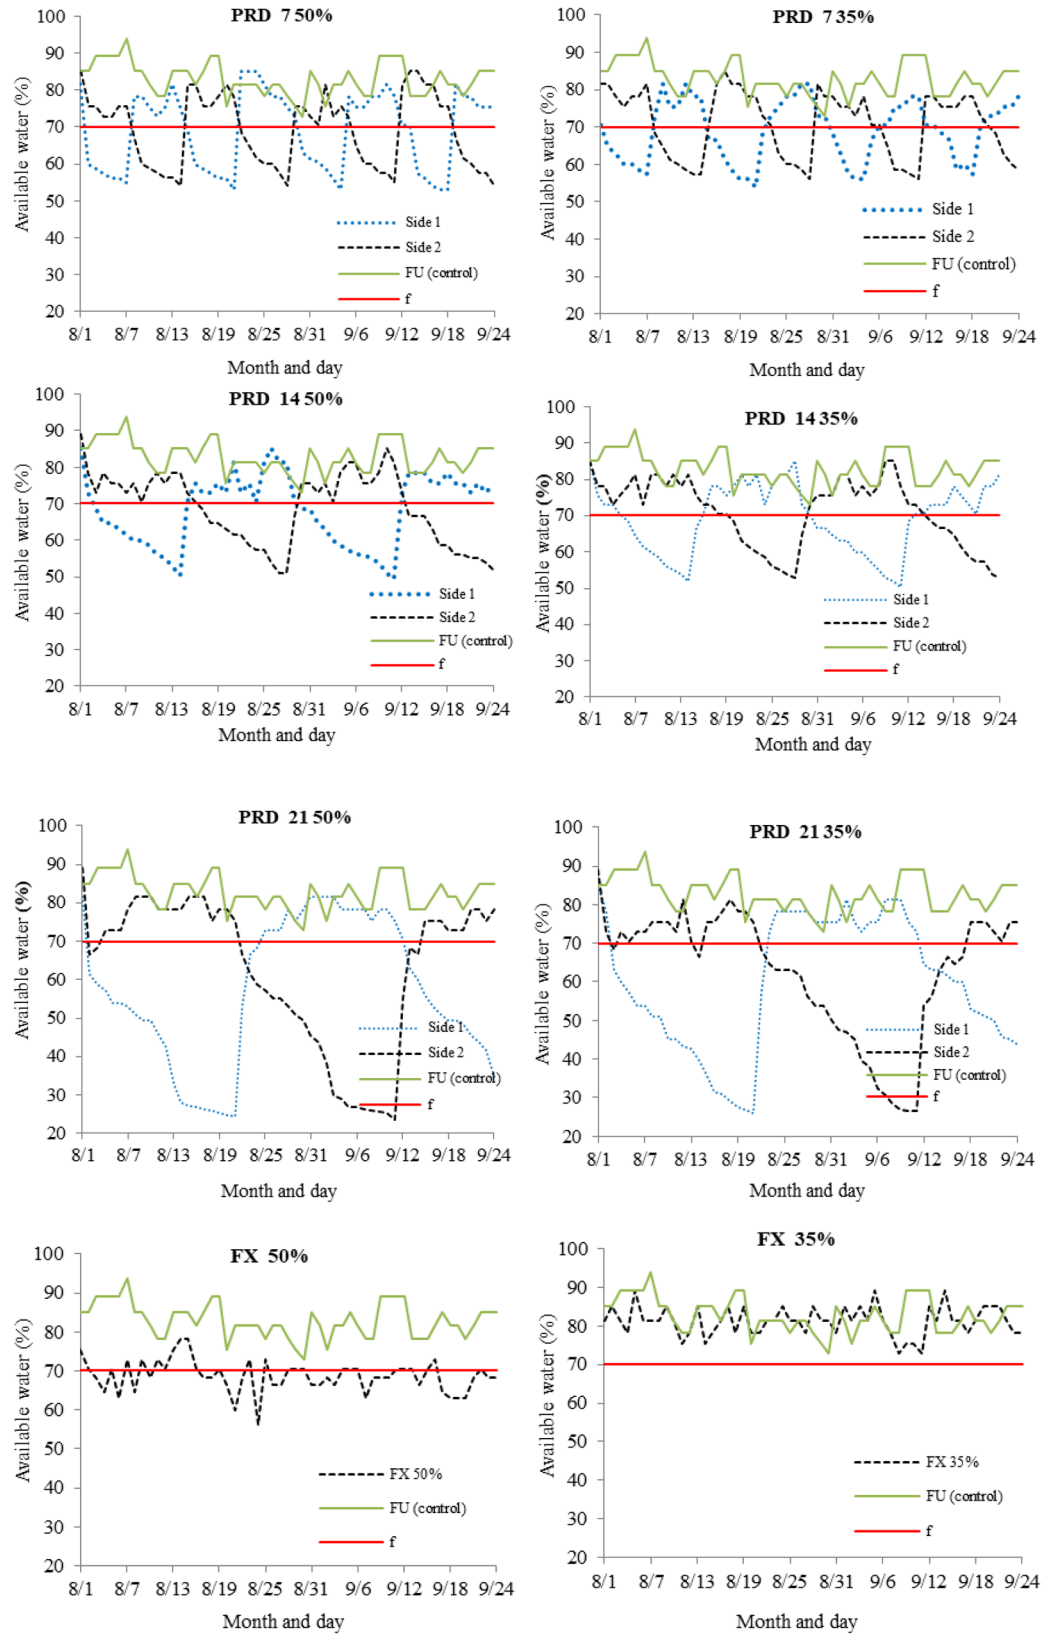 PRD 7 50%
Available water (%)
100
90
80
70
60
50
40
30
20
Side 1
Side 2
FU (control)
f
8/1 8/7 8/13 8/19 8/25 8/31 9/6 9/12 9/18 9/24
Month and day
PRD 7 35%
Available water (%)
100
90
80
70
60
50
40
30
20
Side 1
Side 2
FU (control)
f
8/1 8/7 8/13 8/19 8/25 8/31 9/6 9/12 9/18 9/24
Month and day
PRD 14 50%
Available water (%)
100
90
80
70
60
50
40
30
20
Side 1
Side 2
FU (control)
f
8/1 8/7 8/13 8/19 8/25 8/31 9/6 9/12 9/18 9/24
Month and day
PRD 14 35%
Available water (%)
100
90
80
70
60
50
40
30
20
Side 1
Side 2
FU (control)
f
8/1 8/7 8/13 8/19 8/25 8/31 9/6 9/12 9/18 9/24
Month and day
PRD 21 50%
Available water (%)
100
90
80
70
60
50
40
30
20
Side 1
Side 2
FU (control)
f
8/1 8/7 8/13 8/19 8/25 8/31 9/6 9/12 9/18 9/24
Month and day
PRD 21 35%
Available water (%)
100
90
80
70
60
50
40
30
20
Side 1
Side 2
FU (control)
f
8/1 8/7 8/13 8/19 8/25 8/31 9/6 9/12 9/18 9/24
Month and day
FX 50%
Available water (%)
100
90
80
70
60
50
40
30
20
FX 50%
FU (control)
f
8/1 8/7 8/13 8/19 8/25 8/31 9/6 9/12 9/18 9/24
Month and day
FX 35%
Available water (%)
100
90
80
70
60
50
40
30
20
FX 35%
FU (control)
f
8/1 8/7 8/13 8/19 8/25 8/31 9/6 9/12 9/18 9/24
Month and day